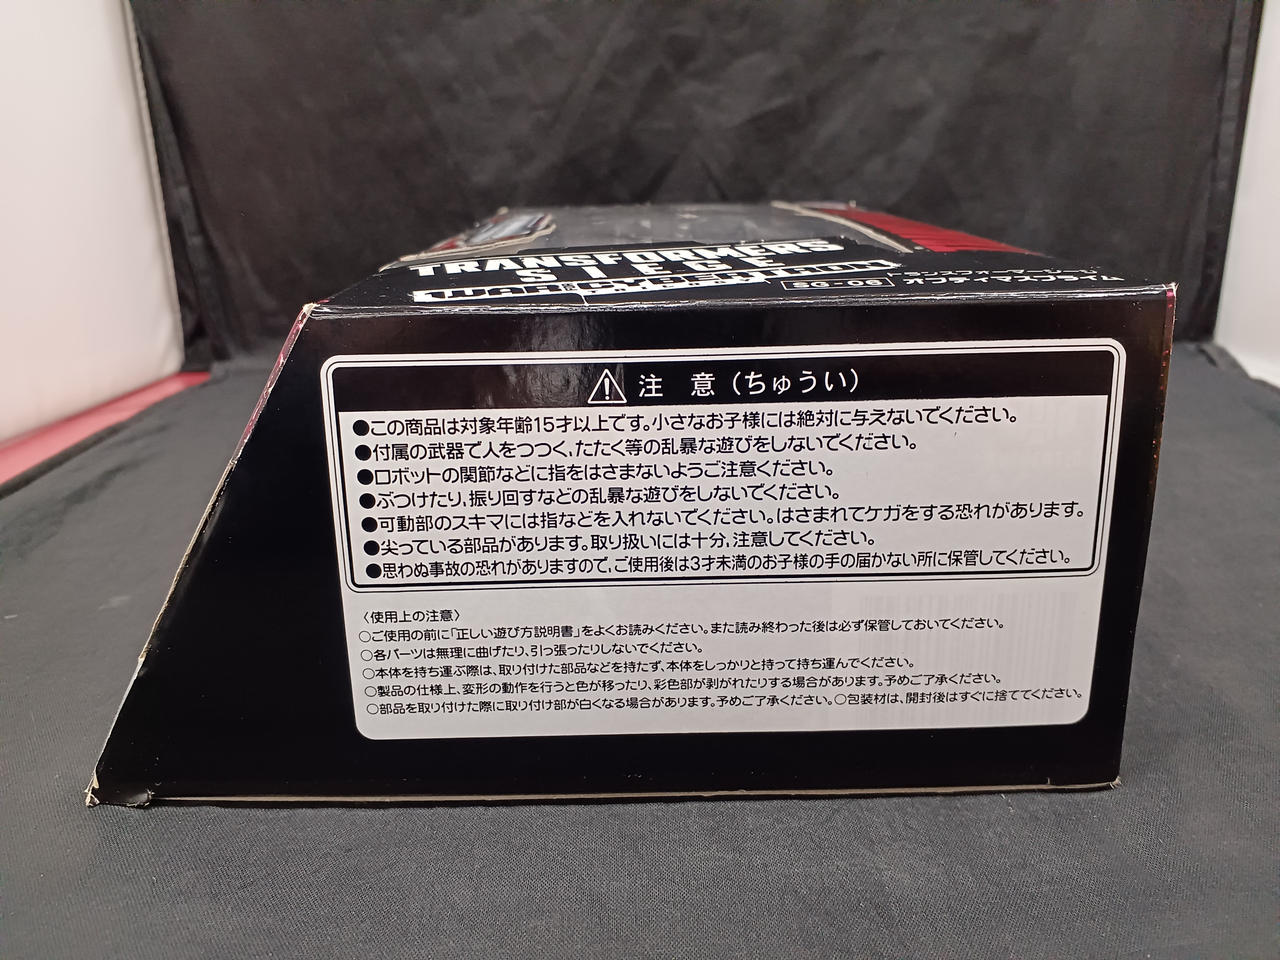 TRANSFORMERS
SIEGE
WAR FOR CYBERTRON
SG-06
トランスフォーマーシージ
オプティマスプライム
注 意（ちゅうい）
●この商品は対象年齢15才以上です。小さなお子様には絶対に与えないでください。
●付属の武器で人をつつく、たたく等の乱暴な遊びをしないでください。
●ロボットの関節などに指をはさまないようご注意ください。
●ぶつけたり、振り回すなどの乱暴な遊びをしないでください。
●可動部のスキマには指などを入れないでください。はさまれてケガをする恐れがあります。
●尖っている部品があります。取り扱いには十分、注意してください。
●思わぬ事故の恐れがありますので、ご使用後は3才未満のお子様の手の届かない所に保管してください。
〈使用上の注意〉
○ご使用の前に「正しい遊び方説明書」をよくお読みください。また読み終わった後は必ず保管しておいてください。
○各パーツは無理に曲げたり、引っ張ったりしないでください。
○本体を持ち運ぶ際は、取り付けた部品などを持たず、本体をしっかりと持って持ち運んでください。
○製品の仕様上、変形の動作を行うと色が移ったり、彩色部が剥がれたりする場合があります。予めご了承ください。
○部品を取り付けた際に取り付け部が白くなる場合があります。予めご了承ください。○包装材は、開封後はすぐに捨ててください。